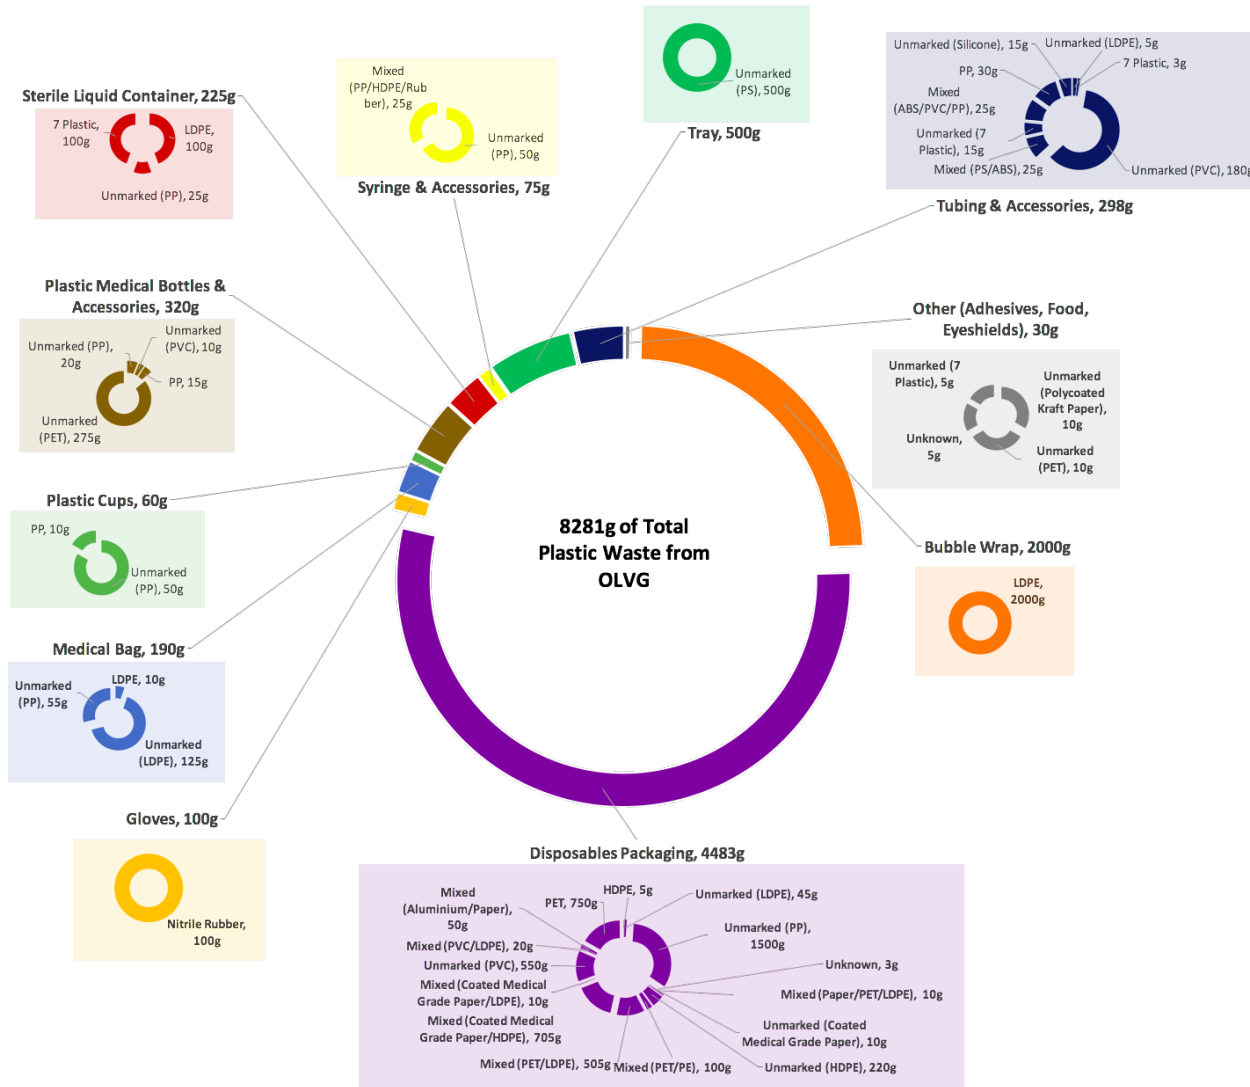 Unmarked
(PS), 500g
Tray, 500g
Unmarked (Silicone), 15g
Unmarked (LDPE), 5g
7 Plastic, 3g
PP, 30g
Mixed
(ABS/PVC/PP), 25g
Unmarked (7
Plastic), 15g
Mixed (PS/ABS), 25g
Unmarked (PVC), 180g
Tubing & Accessories, 298g
Mixed
(PP/HDPE/Rub
ber), 25g
Unmarked
(PP), 50g
Syringe & Accessories, 75g
Sterile Liquid Container, 225g
7 Plastic,
100g
LDPE,
100g
Unmarked (PP), 25g
Plastic Medical Bottles &
Accessories, 320g
Unmarked (PP),
20g
Unmarked
(PVC), 10g
PP, 15g
Unmarked
(PET), 275g
Other (Adhesives, Food,
Eyeshields), 30g
Unmarked (7
Plastic), 5g
Unmarked
(Polycoated
Kraft Paper),
10g
Unknown,
5g
Unmarked
(PET), 10g
Plastic Cups, 60g
PP, 10g
Unmarked
(PP), 50g
8281g of Total
Plastic Waste from
OLVG
Bubble Wrap, 2000g
LDPE,
2000g
Medical Bag, 190g
Unmarked
(PP), 55g
LDPE, 10g
Unmarked
(LDPE), 125g
Gloves, 100g
Nitrile Rubber,
100g
Disposables Packaging, 4483g
Mixed
(Aluminium/Paper),
50g
PET, 750g
HDPE, 5g
Unmarked (LDPE), 45g
Unmarked (PP),
1500g
Mixed (PVC/LDPE), 20g
Unmarked (PVC), 550g
Unknown, 3g
Mixed (Coated Medical
Grade Paper/LDPE), 10g
Mixed (Paper/PET/LDPE), 10g
Mixed (Coated Medical
Grade Paper/HDPE), 705g
Unmarked (Coated
Medical Grade Paper), 10g
Mixed (PET/LDPE), 505g
Mixed (PET/PE), 100g
Unmarked (HDPE), 220g